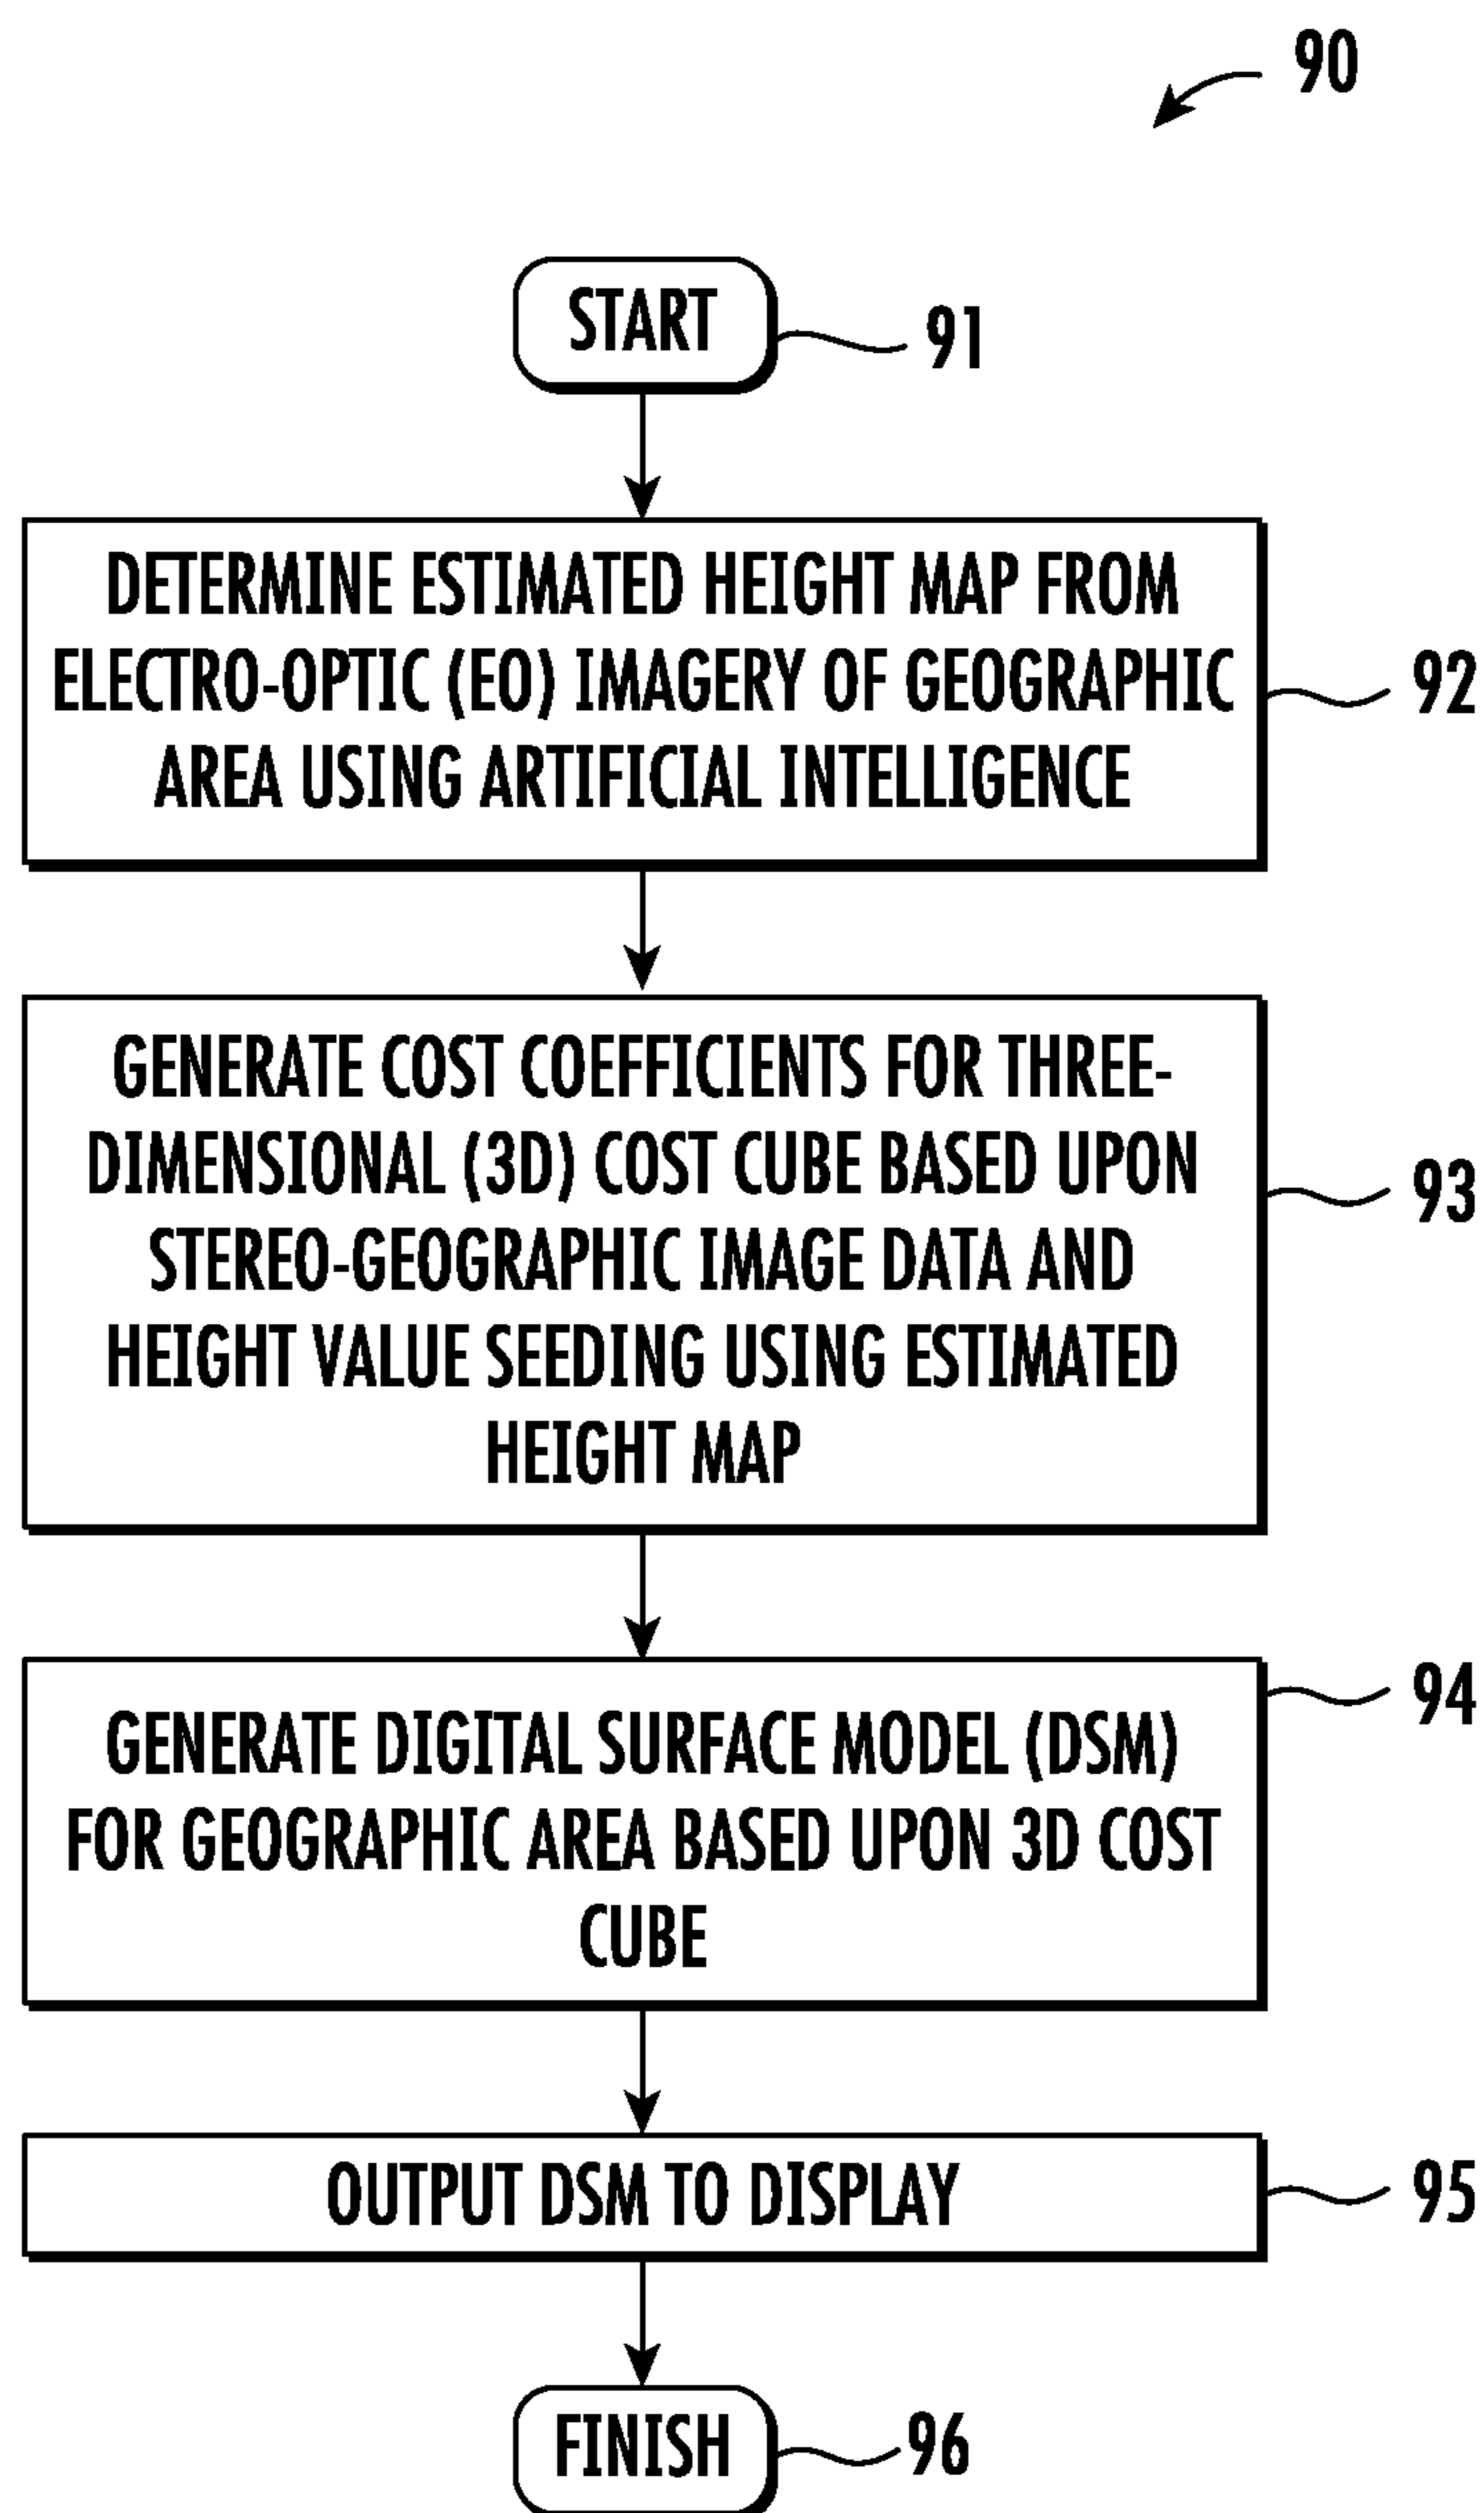 90
START
91
DETERMINE ESTIMATED HEIGHT MAP FROM
ELECTRO-OPTIC (EO) IMAGERY OF GEOGRAPHIC
AREA USING ARTIFICIAL INTELLIGENCE
92
GENERATE COST COEFFICIENTS FOR THREE-
DIMENSIONAL (3D) COST CUBE BASED UPON
STEREO-GEOGRAPHIC IMAGE DATA AND
HEIGHT VALUE SEEDING USING ESTIMATED
HEIGHT MAP
93
GENERATE DIGITAL SURFACE MODEL (DSM)
FOR GEOGRAPHIC AREA BASED UPON 3D COST
CUBE
94
OUTPUT DSM TO DISPLAY
95
FINISH
96